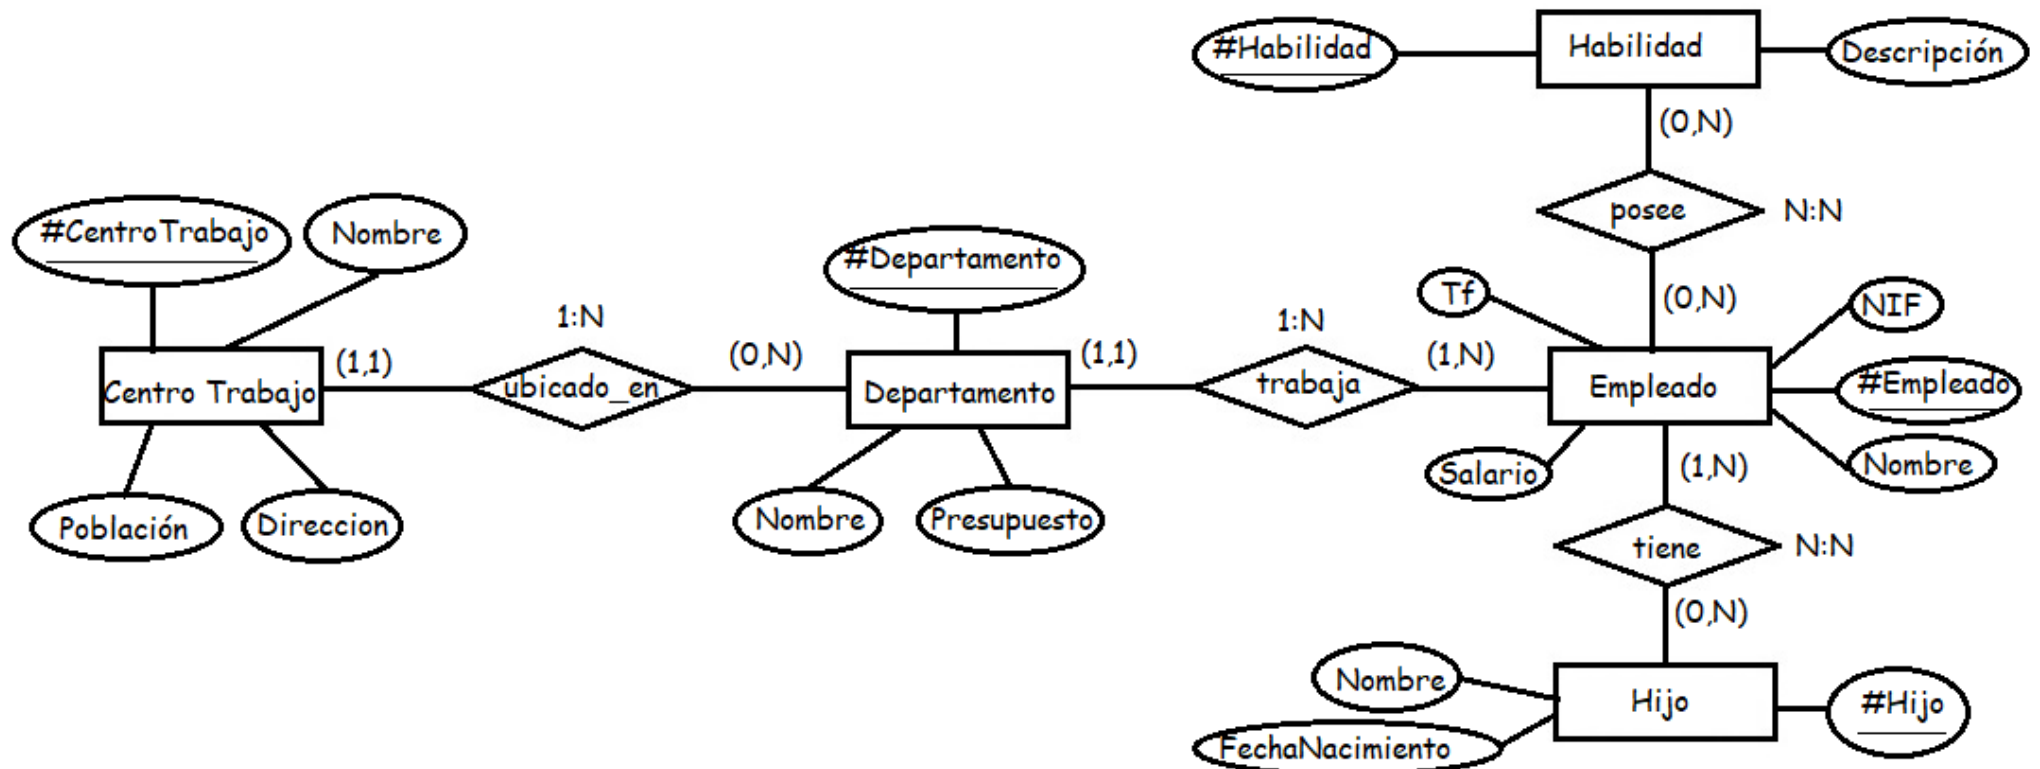 #Habilidad
Habilidad
Descripción
(0,N)
posee
N:N
#CentroTrabajo
Nombre
#Departamento
Tf
(0,N)
NIF
1:N
1:N
(1,1)
(0,N)
(1,1)
(1,N)
Centro Trabajo
ubicado_en
Departamento
trabaja
Empleado
#Empleado
Población
Direccion
Nombre
Presupuesto
Salario
(1,N)
Nombre
tiene
N:N
(0,N)
Nombre
Hijo
#Hijo
FechaNacimiento